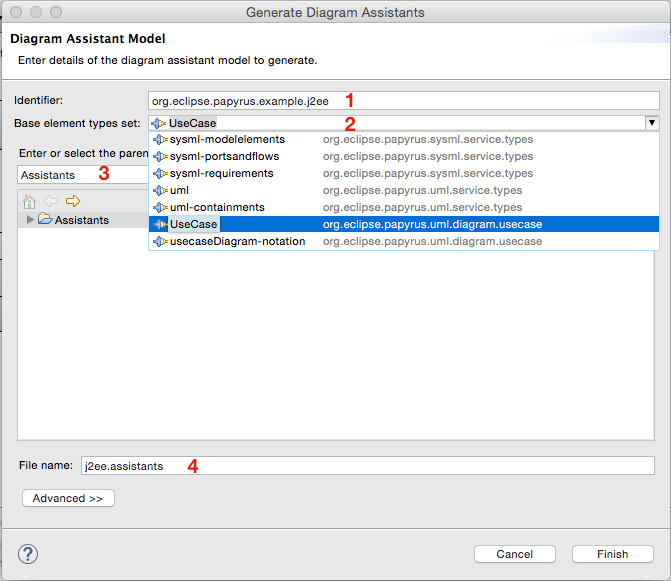 Generate Diagram Assistants
Diagram Assistant Model
Enter details of the diagram assistant model to generate.
Identifier: org.eclipse.papyrus.example.j2ee 1
Base element types set: UseCase 2
sysml-modelelements org.eclipse.papyrus.sysml.service.types
Enter or select the paren sysml-portsandflows org.eclipse.papyrus.sysml.service.types
sysml-requirements org.eclipse.papyrus.sysml.service.types
Assistants 3
uml org.eclipse.papyrus.uml.service.types
uml-containments org.eclipse.papyrus.uml.service.types
Assistants UseCase org.eclipse.papyrus.uml.diagram.usecase
usecaseDiagram-notation org.eclipse.papyrus.uml.diagram.usecase
File name: j2ee.assistants 4
Advanced >>
? Cancel Finish